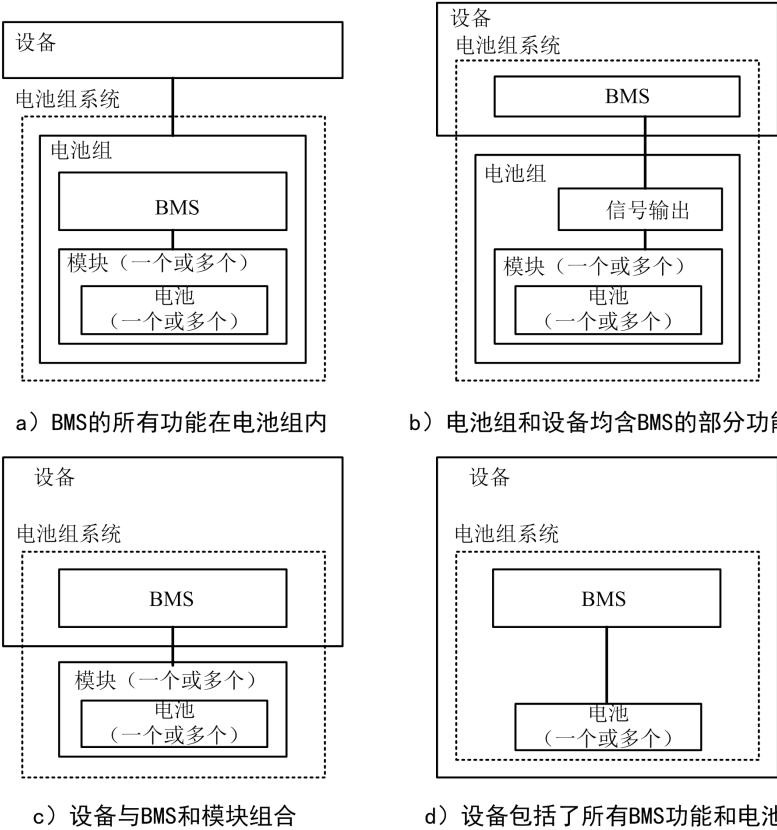 设备
电池组系统
电池组
BMS
模块（一个或多个）
电池
（一个或多个）
a）BMS的所有功能在电池组内
设备
电池组系统
BMS
电池组
信号输出
模块（一个或多个）
电池
（一个或多个）
b）电池组和设备均含BMS的部分功能
设备
电池组系统
BMS
模块（一个或多个）
电池
（一个或多个）
c）设备与BMS和模块组合
设备
电池组系统
BMS
电池
（一个或多个）
d）设备包括了所有BMS功能和电池